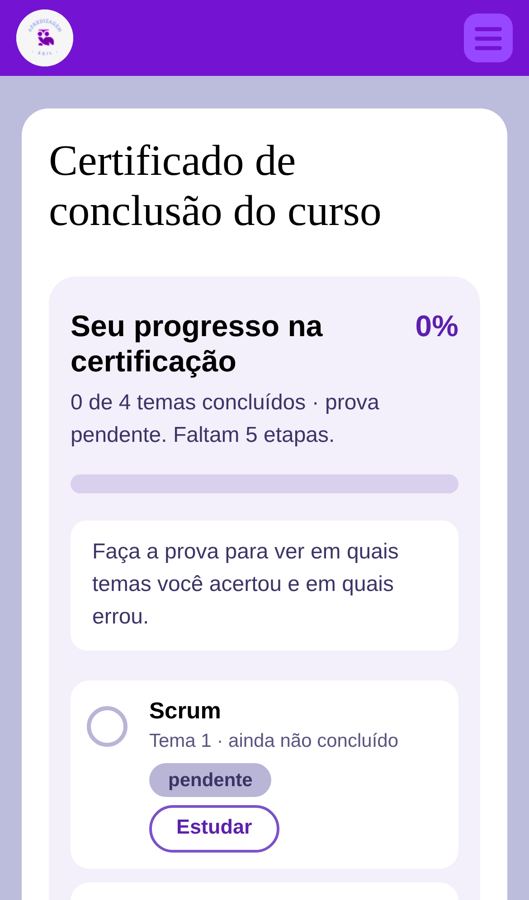 Certificado de
conclusão do curso
Seu progresso na
certificação
0%
0 de 4 temas concluídos · prova
pendente. Faltam 5 etapas.
Faça a prova para ver em quais
temas você acertou e em quais
errou.
Scrum
Tema 1 · ainda não concluído
pendente
Estudar